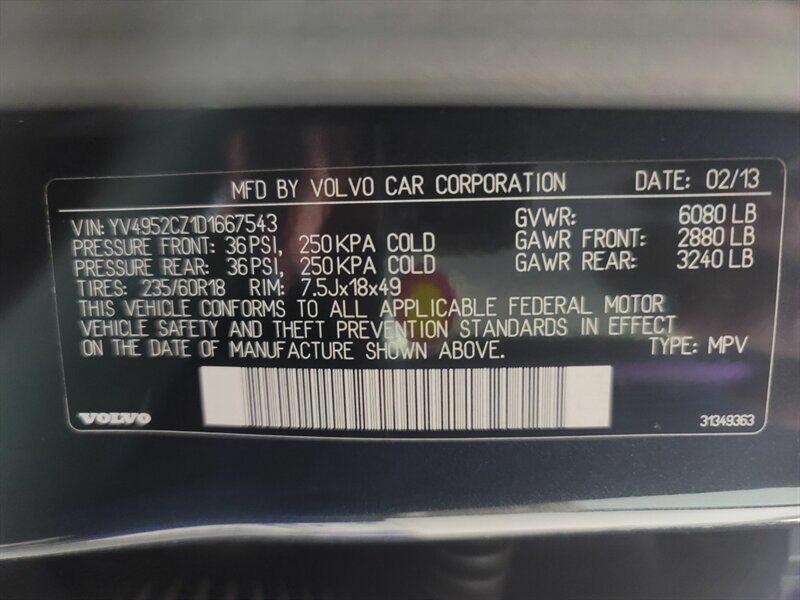 MFD BY VOLVO CAR CORPORATION DATE: 02/13
VIN: YV4952CZ1D1667543 GVWR: 6080 LB
PRESSURE FRONT: 36 PSI, 250 KPA COLD GAWR FRONT: 2880 LB
PRESSURE REAR: 36 PSI, 250 KPA COLD GAWR REAR: 3240 LB
TIRES: 235/60R18 RIM: 7.5Jx18x49
THIS VEHICLE CONFORMS TO ALL APPLICABLE FEDERAL MOTOR
VEHICLE SAFETY AND THEFT PREVENTION STANDARDS IN EFFECT
ON THE DATE OF MANUFACTURE SHOWN ABOVE. TYPE: MPV
VOLVO 31349363